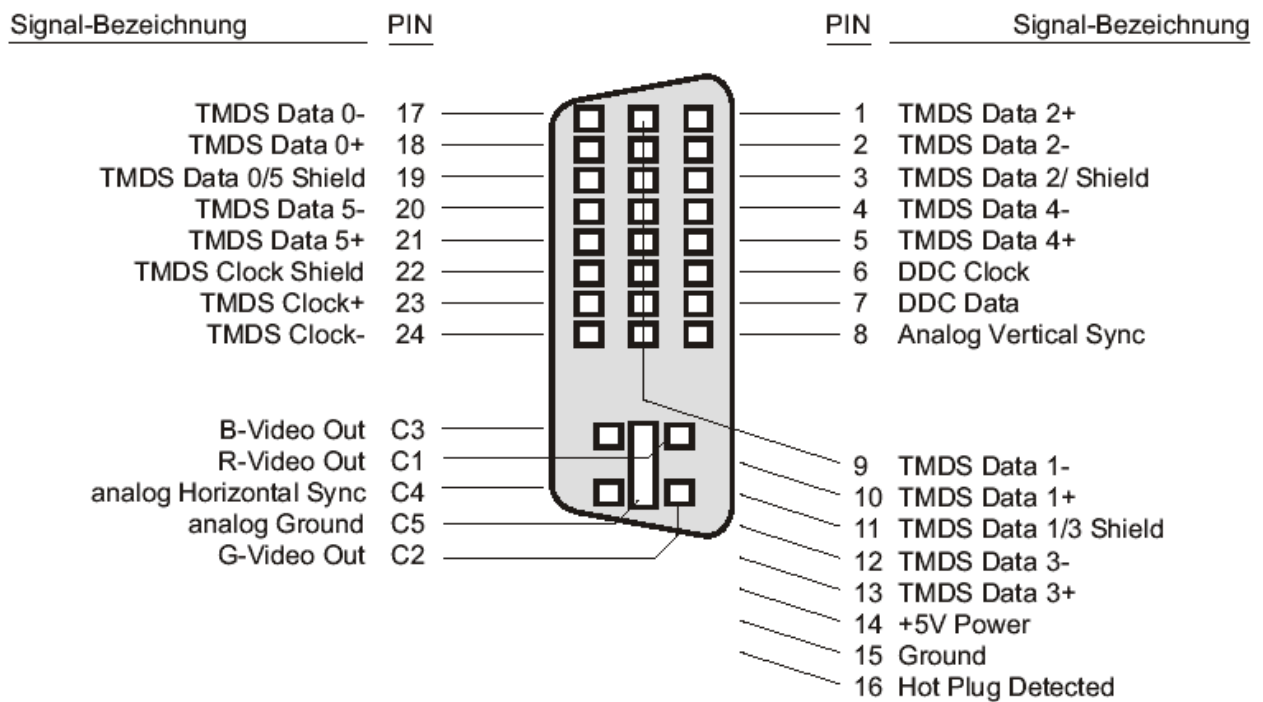 Signal-Bezeichnung PIN
TMDS Data 0- 17
TMDS Data 0+ 18
TMDS Data 0/5 Shield 19
TMDS Data 5- 20
TMDS Data 5+ 21
TMDS Clock Shield 22
TMDS Clock+ 23
TMDS Clock- 24
B-Video Out C3
R-Video Out C1
analog Horizontal Sync C4
analog Ground C5
G-Video Out C2
PIN Signal-Bezeichnung
1 TMDS Data 2+
2 TMDS Data 2-
3 TMDS Data 2/ Shield
4 TMDS Data 4-
5 TMDS Data 4+
6 DDC Clock
7 DDC Data
8 Analog Vertical Sync
9 TMDS Data 1-
10 TMDS Data 1+
11 TMDS Data 1/3 Shield
12 TMDS Data 3-
13 TMDS Data 3+
14 +5V Power
15 Ground
16 Hot Plug Detected